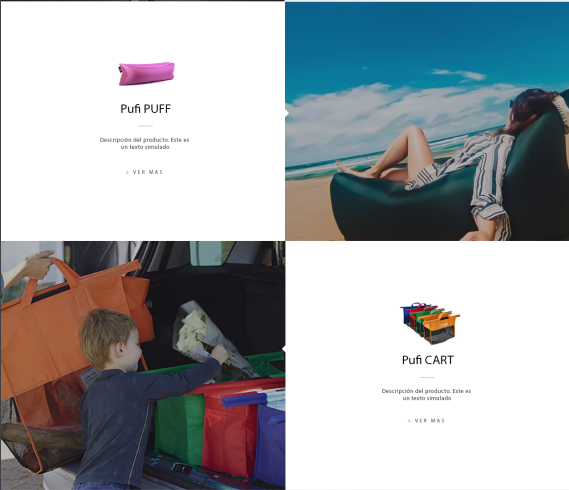 Pufi PUFF
Descripción del producto. Este es
un texto simulado
> VER MAS
Pufi CART
Descripción del producto. Este es
un texto simulado
> VER MAS